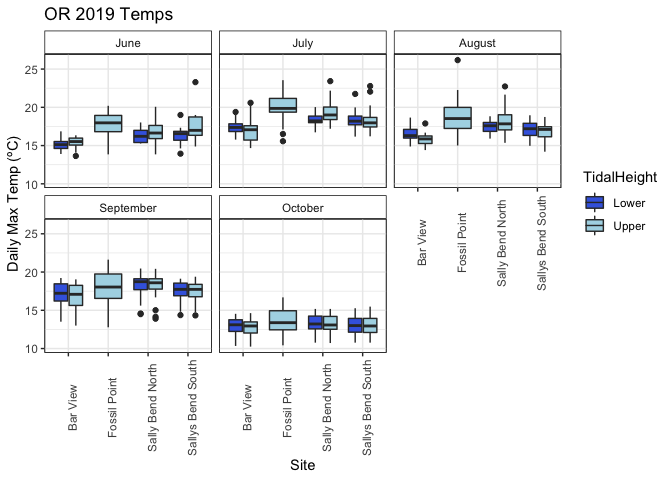 OR 2019 Temps
June
July
August
25
20
15
10
September
October
25
20
15
10
Daily Max Temp (ºC)
Bar View
Fossil Point
Sally Bend North
Sallys Bend South
Bar View
Fossil Point
Sally Bend North
Sallys Bend South
Bar View
Fossil Point
Sally Bend North
Sallys Bend South
Site
TidalHeight
Lower
Upper